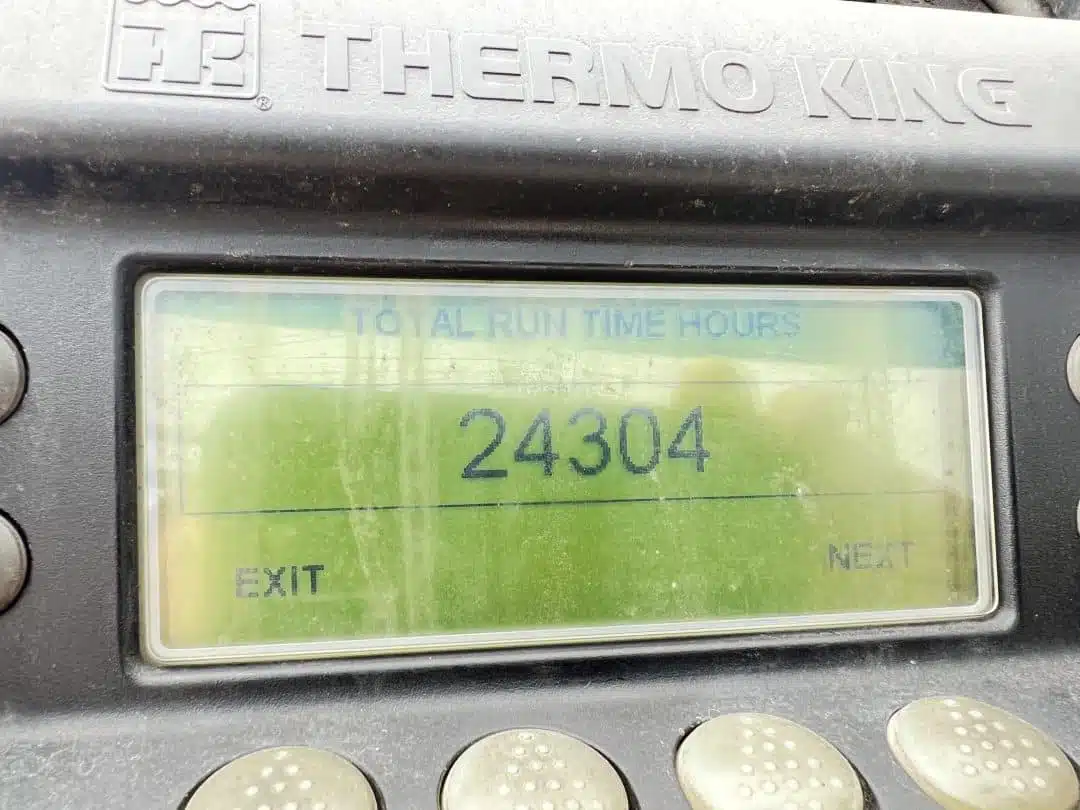 THERMO KING
TOTAL RUN TIME HOURS
24304
EXIT NEXT